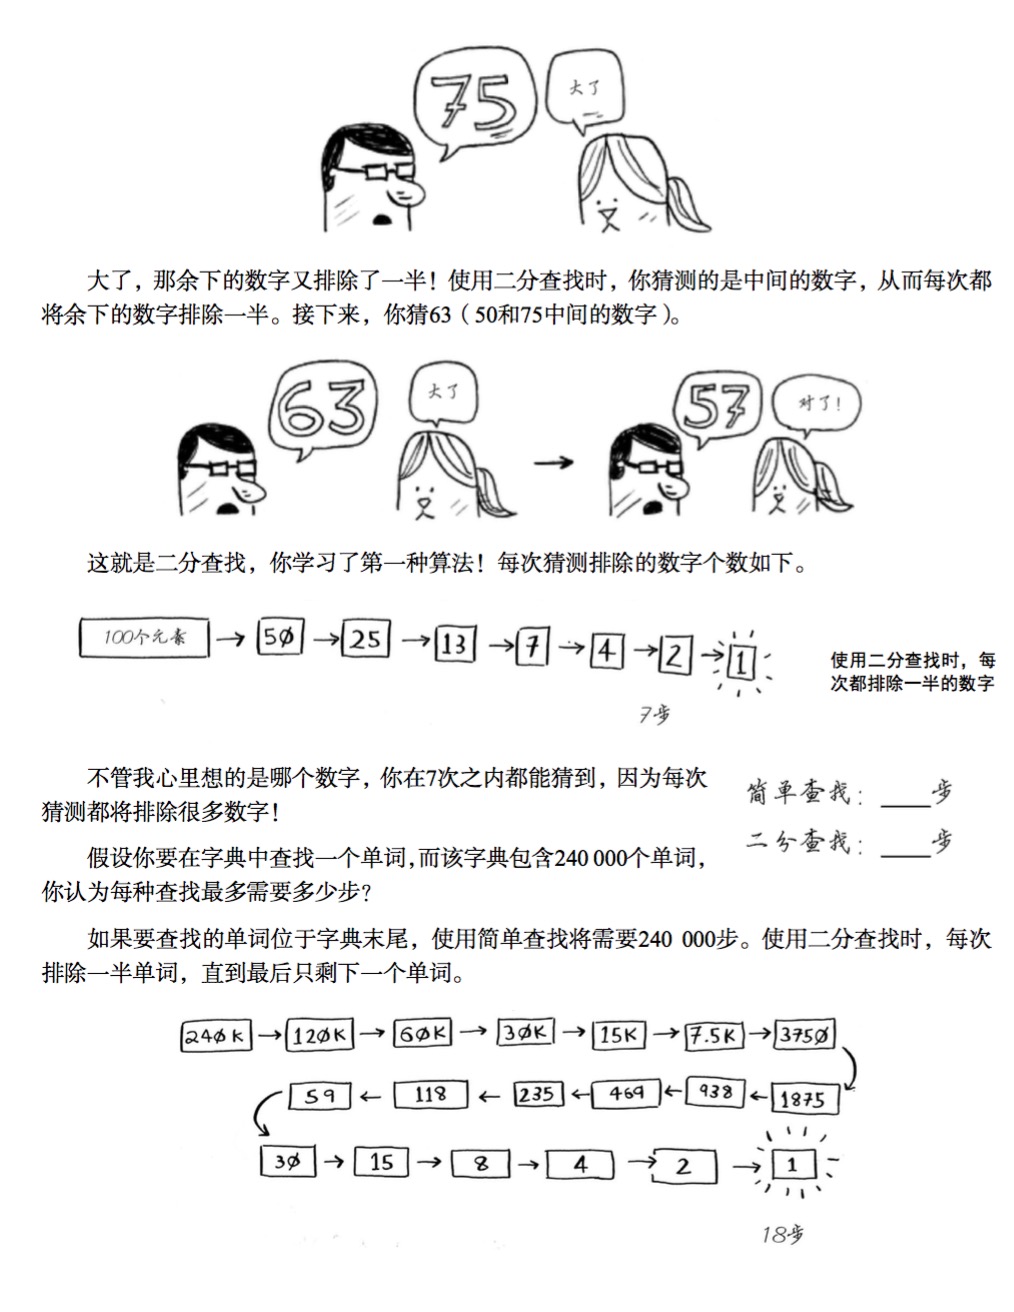 75
大了
大了，那余下的数字又排除了一半！使用二分查找时，你猜测的是中间的数字，从而每次都
将余下的数字排除一半。接下来，你猜63（50和75中间的数字）。
63
大了
57
对了！
这就是二分查找，你学习了第一种算法！每次猜测排除的数字个数如下。
100个元素 → 50 → 25 → 13 → 7 → 4 → 2 → 1
7步
使用二分查找时，每
次都排除一半的数字
不管我心里想的是哪个数字，你在7次之内都能猜到，因为每次
猜测都将排除很多数字！
简单查找：____步
二分查找：____步
假设你要在字典中查找一个单词，而该字典包含240 000个单词，
你认为每种查找最多需要多少步？
如果要查找的单词位于字典末尾，使用简单查找将需要240 000步。使用二分查找时，每次
排除一半单词，直到最后只剩下一个单词。
240K → 120K → 60K → 30K → 15K → 7.5K → 3750
59 ← 118 ← 235 ← 469 ← 938 ← 1875
30 → 15 → 8 → 4 → 2 → 1
18步